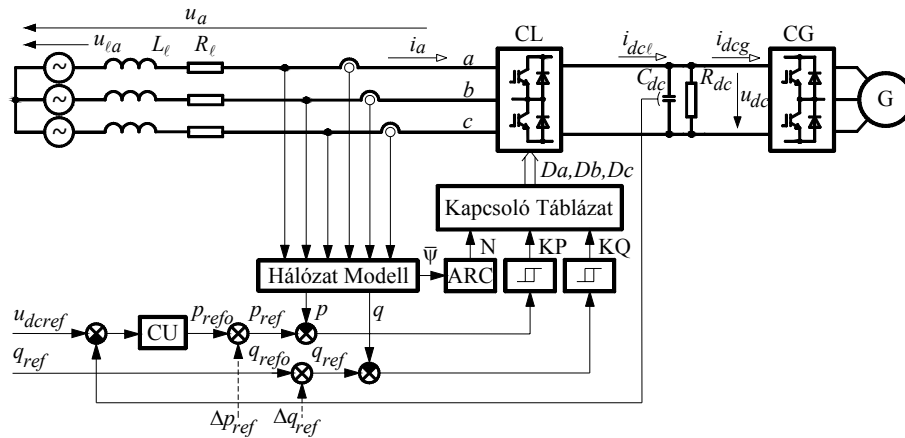 u_a
u_ℓa L_ℓ R_ℓ i_a a CL i_dcℓ i_dcg CG
b C_dc R_dc u_dc G
c
Da,Db,Dc
Kapcsoló Táblázat
N KP KQ
Hálózat Modell ψ̅ ARC
u_dcref CU p_refo p_ref p q
q_ref q_refo q_ref
Δp_ref Δq_ref